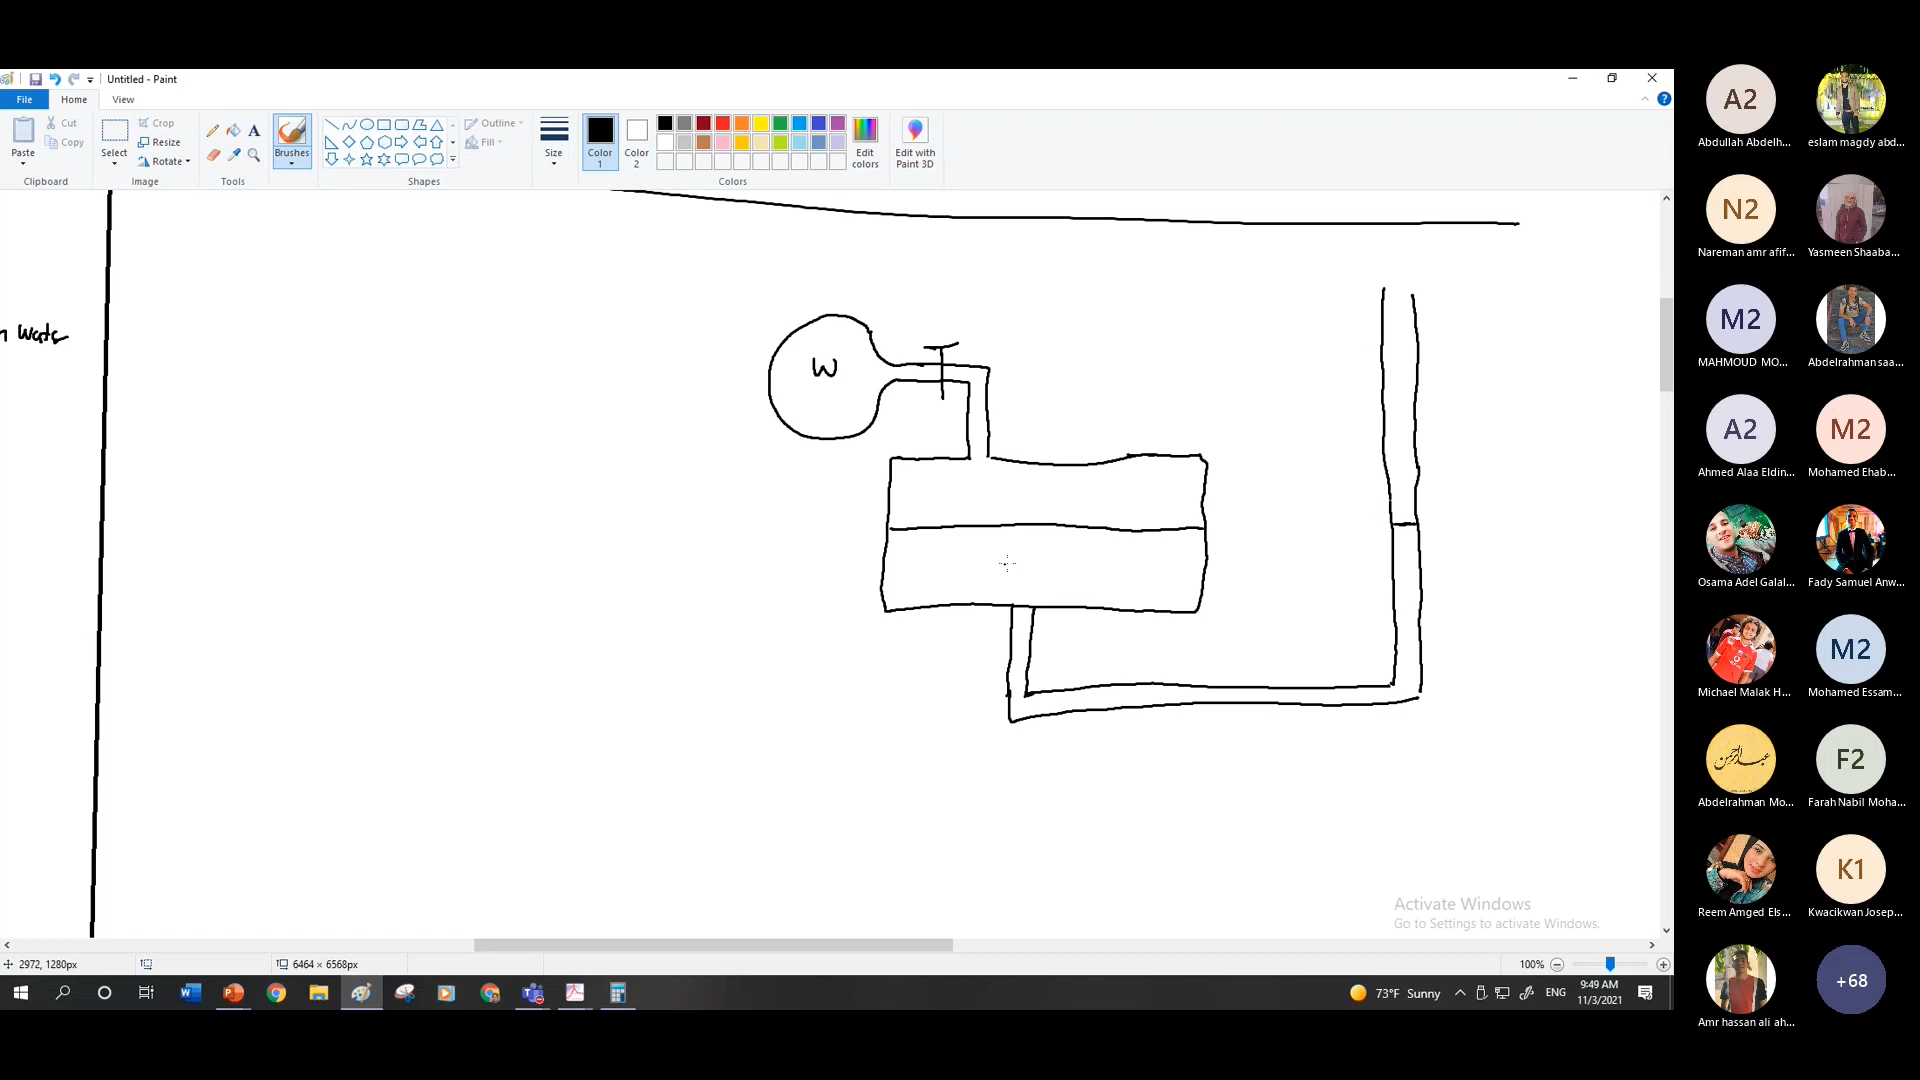 Untitled - Paint
File Home View
Cut
Copy
Paste
Clipboard
Crop
Resize
Rotate
Select
Image
Tools
Brushes
Outline
Fill
Shapes
Size
Color 1
Color 2
Edit colors
Edit with Paint 3D
Colors
W
Activate Windows
Go to Settings to activate Windows.
2972, 1280px
6464 × 6568px
100%
73°F Sunny
ENG
9:49 AM
11/3/2021
A2
Abdullah Abdelh...
eslam magdy abd...
N2
Nareman amr afif...
Yasmeen Shaaba...
M2
MAHMOUD MO...
Abdelrahman saa...
A2
Ahmed Alaa Eldin...
M2
Mohamed Ehab...
Osama Adel Galal...
Fady Samuel Anw...
Michael Malak H...
M2
Mohamed Essam...
Abdelrahman Mo...
F2
Farah Nabil Moha...
Reem Amged Els...
K1
Kwacikwan Josep...
Amr hassan ali ah...
+68